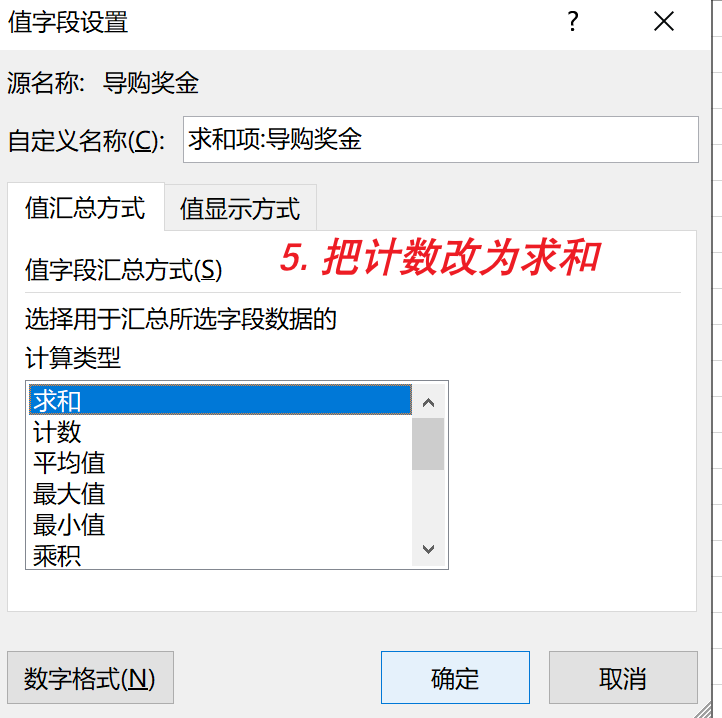 值字段设置
源名称: 导购奖金
自定义名称(C): 求和项:导购奖金
值汇总方式 值显示方式
5. 把计数改为求和
值字段汇总方式(S)
选择用于汇总所选字段数据的
计算类型
求和
计数
平均值
最大值
最小值
乘积
数字格式(N) 确定 取消